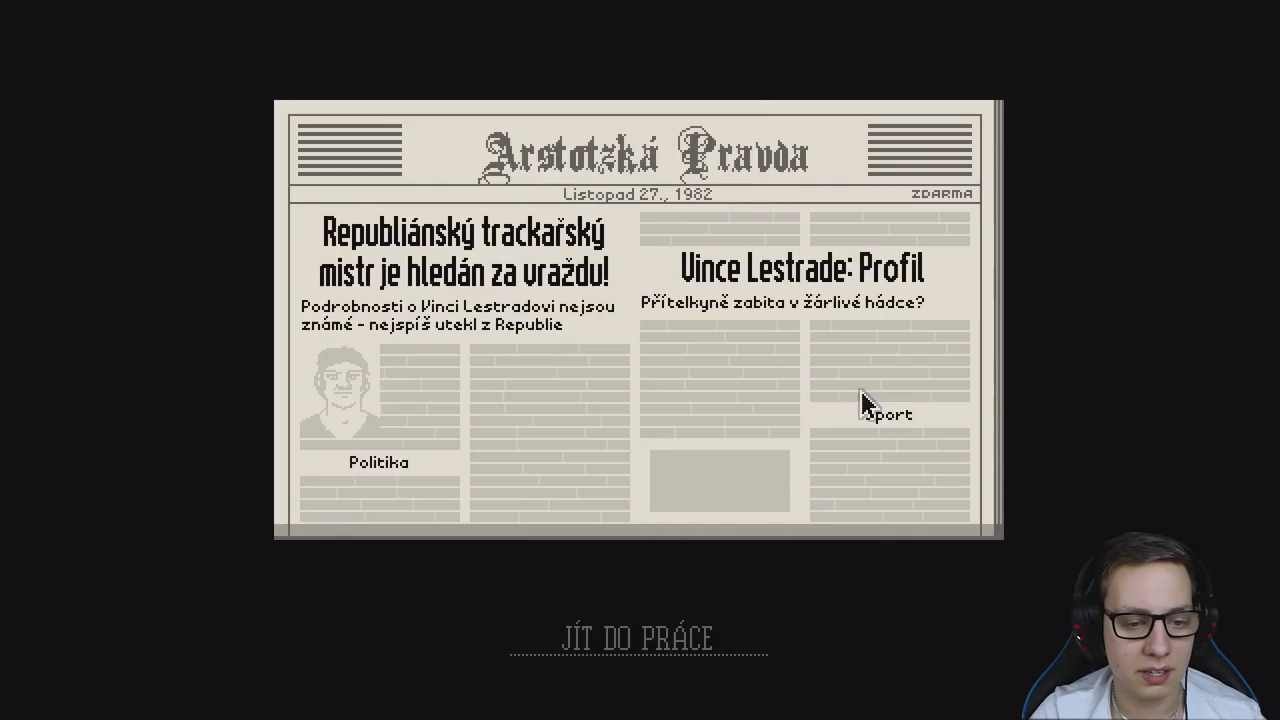 Arstotzká Pravda
Listopad 27., 1982
ZDARMA
Republiánský trackařský
mistr je hledán za vraždu!
Podrobnosti o Vinci Lestradovi nejsou
známé - nejspíš utekl z Republie
Politika
Vince Lestrade: Profil
Přítelkyně zabita v žárlivé hádce?
Sport
JÍT DO PRÁCE